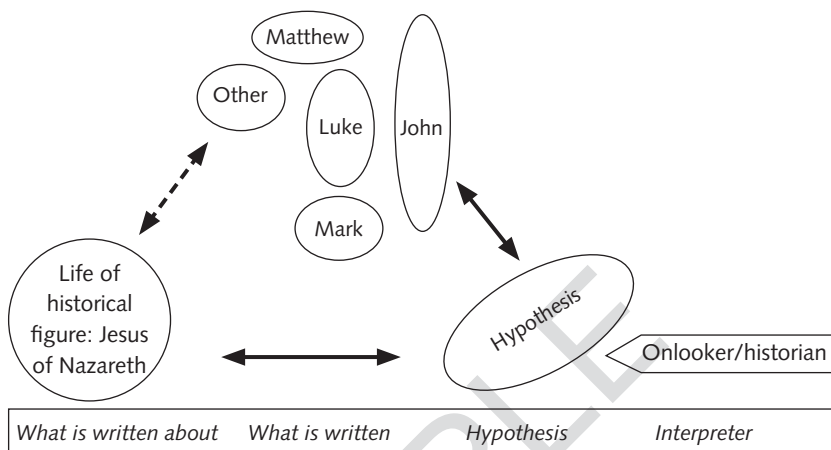 Matthew
Other
Luke
John
Mark
Life of
historical
figure: Jesus
of Nazareth
Hypothesis
Onlooker/historian
What is written about
What is written
Hypothesis
Interpreter